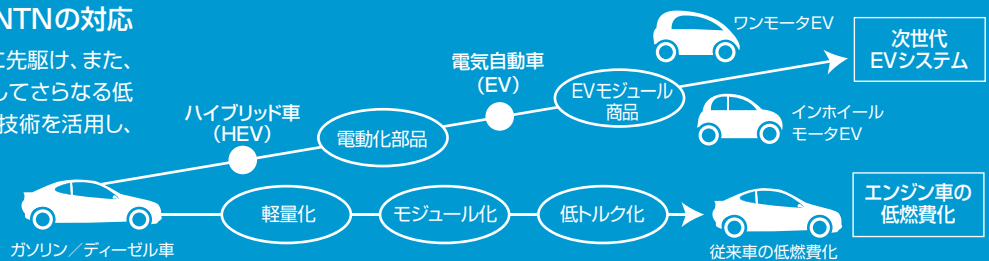 NTNの対応
に先駆け、また、
してさらなる低
技術を活用し、
ハイブリッド車
(HEV)
電動化部品
電気自動車
(EV)
EVモジュール
商品
ワンモータEV
インホイール
モータEV
次世代
EVシステム
ガソリン/ディーゼル車
軽量化
モジュール化
低トルク化
従来車の低燃費化
エンジン車の
低燃費化